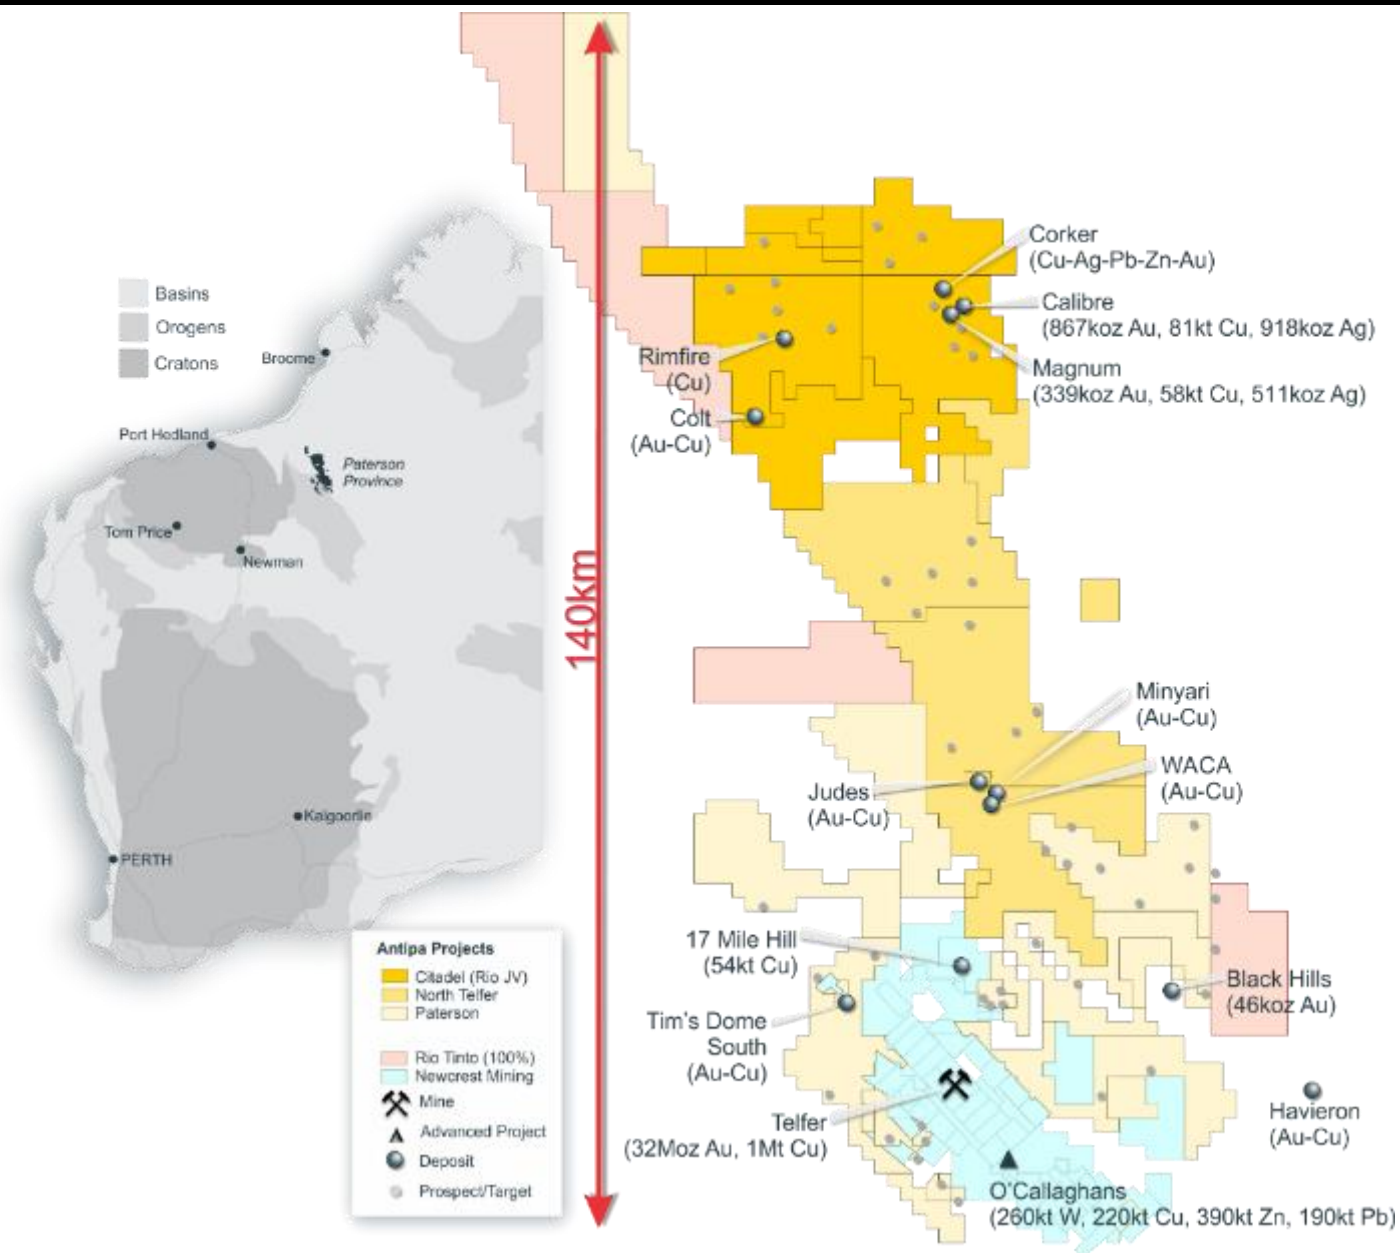 Basins
Orogens
Cratons
Broome
Port Hedland
Paterson
Province
Tom Price
Newman
Kalgoorlie
PERTH
140km
Corker
(Cu-Ag-Pb-Zn-Au)
Calibre
(867koz Au, 81kt Cu, 918koz Ag)
Magnum
(339koz Au, 58kt Cu, 511koz Ag)
Rimfire
(Cu)
Colt
(Au-Cu)
Minyari
(Au-Cu)
WACA
(Au-Cu)
Judes
(Au-Cu)
17 Mile Hill
(54kt Cu)
Black Hills
(46koz Au)
Tim's Dome
South
(Au-Cu)
Telfer
(32Moz Au, 1Mt Cu)
Havieron
(Au-Cu)
O'Callaghans
(260kt W, 220kt Cu, 390kt Zn, 190kt Pb)
Antipa Projects
Citadel (Rio JV)
North Telfer
Paterson
Rio Tinto (100%)
Newcrest Mining
Mine
Advanced Project
Deposit
Prospect/Target